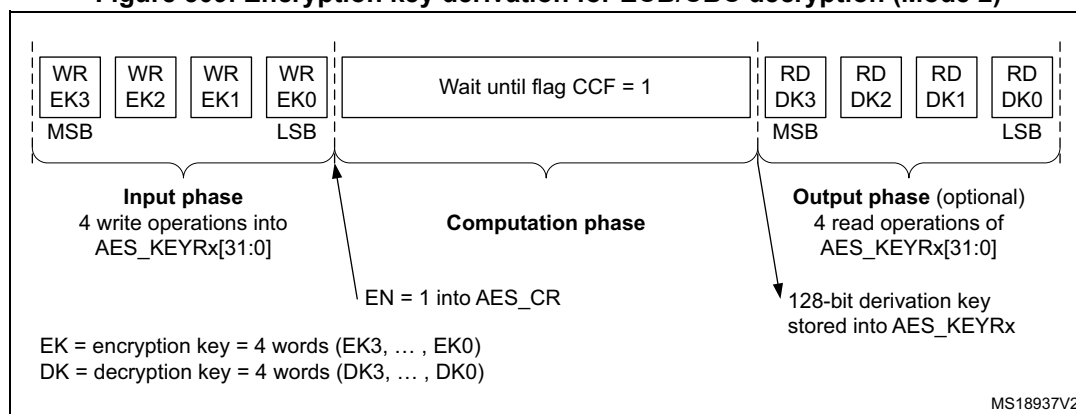 WR EK3 WR EK2 WR EK1 WR EK0
Wait until flag CCF = 1
RD DK3 RD DK2 RD DK1 RD DK0
MSB LSB MSB LSB
Input phase
4 write operations into
AES_KEYRx[31:0]
Computation phase
Output phase (optional)
4 read operations of
AES_KEYRx[31:0]
EN = 1 into AES_CR
128-bit derivation key
stored into AES_KEYRx
EK = encryption key = 4 words (EK3, … , EK0)
DK = decryption key = 4 words (DK3, … , DK0)
MS18937V2